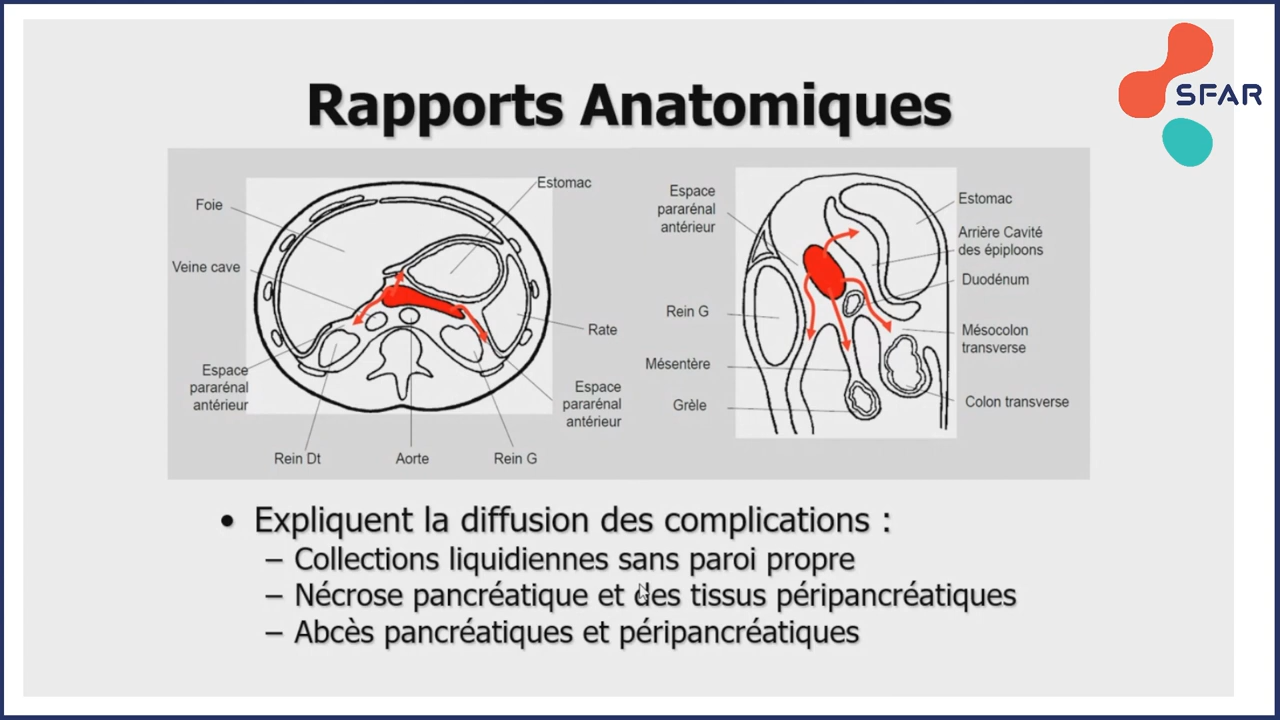 SFAR
Rapports Anatomiques
Estomac
Foie
Veine cave
Rate
Espace
pararénal
antérieur
Espace
pararénal
antérieur
Rein Dt
Aorte
Rein G
Espace
pararénal
antérieur
Estomac
Arrière Cavité
des épiploons
Duodénum
Rein G
Mésocolon
transverse
Mésentère
Grèle
Colon transverse
• Expliquent la diffusion des complications :
– Collections liquidiennes sans paroi propre
– Nécrose pancréatique et des tissus péripancréatiques
– Abcès pancréatiques et péripancréatiques